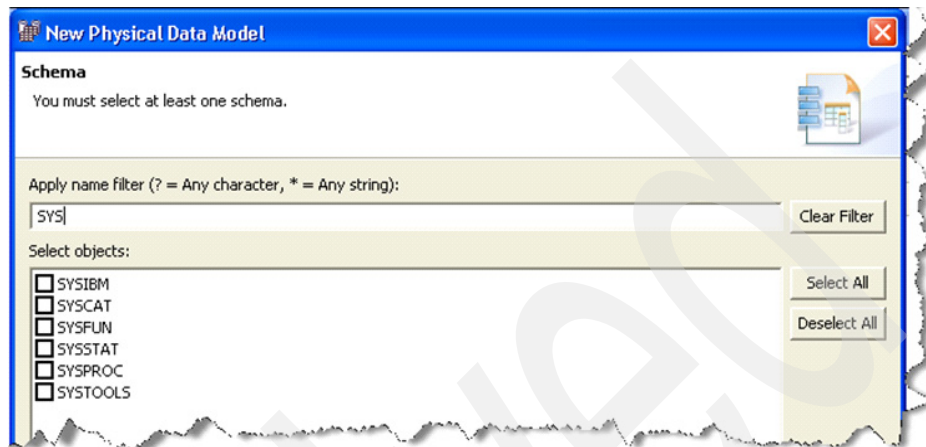 New Physical Data Model
Schema
You must select at least one schema.
Apply name filter (? = Any character, * = Any string):
SYS
Clear Filter
Select objects:
SYSIBM
SYSCAT
SYSFUN
SYSSTAT
SYSPROC
SYSTOOLS
Select All
Deselect All